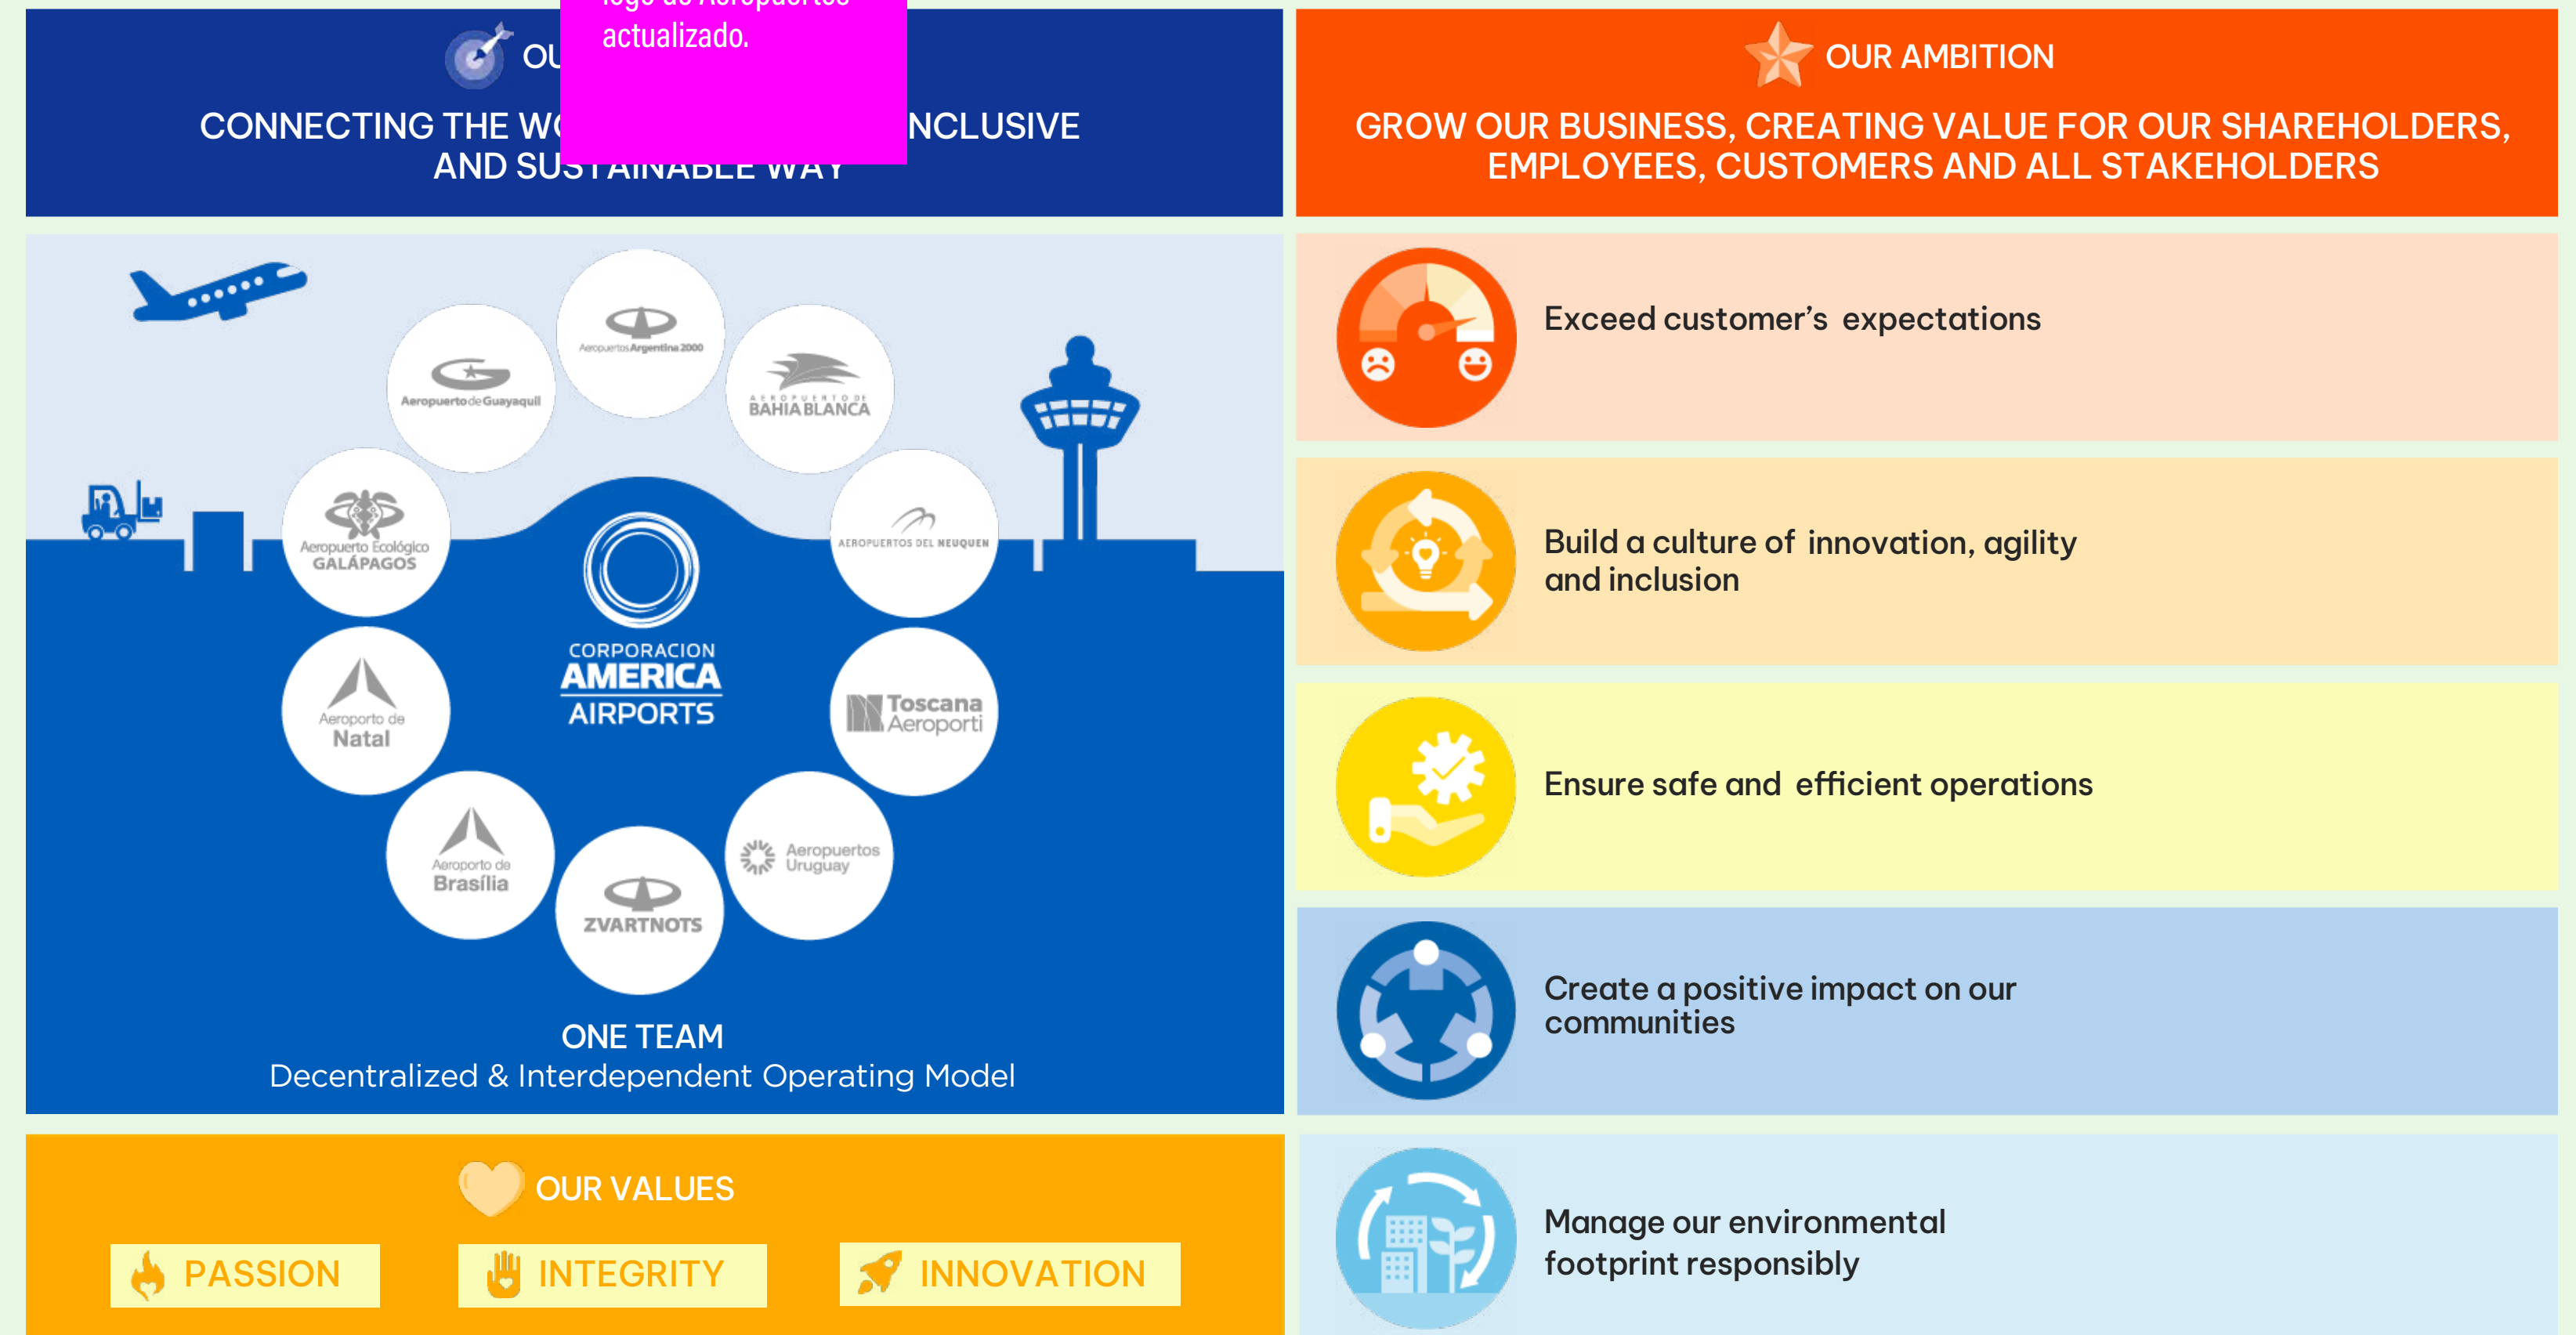 actualizado.
CONNECTING THE
NCLUSIVE
AND SUSTAINABLE WAY
OUR AMBITION
GROW OUR BUSINESS, CREATING VALUE FOR OUR SHAREHOLDERS,
EMPLOYEES, CUSTOMERS AND ALL STAKEHOLDERS
Aeropuertos Argentina 2000
Aeropuerto de Guayaquil
AEROPUERTO DE
BAHIA BLANCA
Aeropuerto Ecológico
GALÁPAGOS
AEROPUERTOS DEL NEUQUEN
CORPORACION
AMERICA
AIRPORTS
Aeroporto de
Natal
Toscana
Aeroporti
Aeroporto de
Brasília
Aeropuertos
Uruguay
ZVARTNOTS
ONE TEAM
Decentralized & Interdependent Operating Model
OUR VALUES
PASSION
INTEGRITY
INNOVATION
Exceed customer’s expectations
Build a culture of innovation, agility
and inclusion
Ensure safe and efficient operations
Create a positive impact on our
communities
Manage our environmental
footprint responsibly